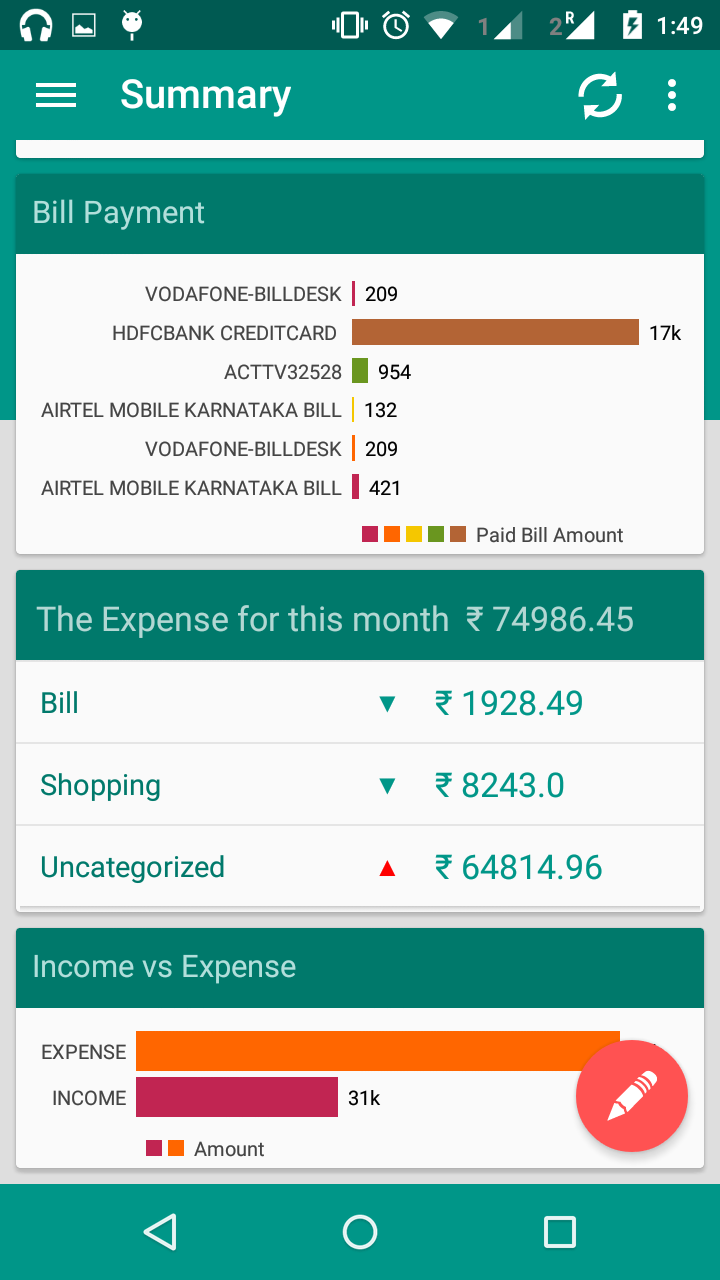 1 2 R 1:49
Summary
Bill Payment
VODAFONE-BILLDESK 209
HDFCBANK CREDITCARD 17k
ACTTV32528 954
AIRTEL MOBILE KARNATAKA BILL 132
VODAFONE-BILLDESK 209
AIRTEL MOBILE KARNATAKA BILL 421
Paid Bill Amount
The Expense for this month ₹ 74986.45
Bill ▼ ₹ 1928.49
Shopping ▼ ₹ 8243.0
Uncategorized ▲ ₹ 64814.96
Income vs Expense
EXPENSE
INCOME 31k
Amount